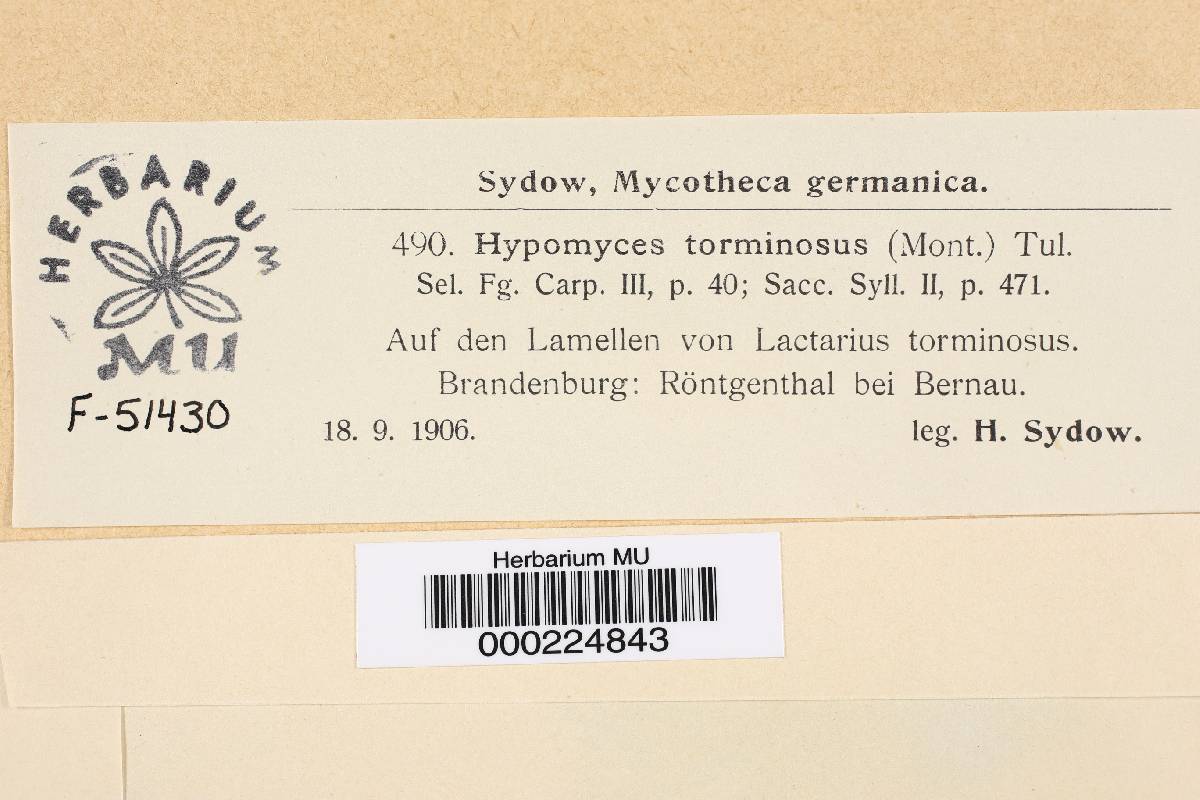 HERBARIUM
MU
F-51430
Sydow, Mycotheca germanica.
490. Hypomyces torminosus (Mont.) Tul.
Sel. Fg. Carp. III, p. 40; Sacc. Syll. II, p. 471.
Auf den Lamellen von Lactarius torminosus.
Brandenburg: Röntgenthal bei Bernau.
18. 9. 1906. leg. H. Sydow.
Herbarium MU
000224843